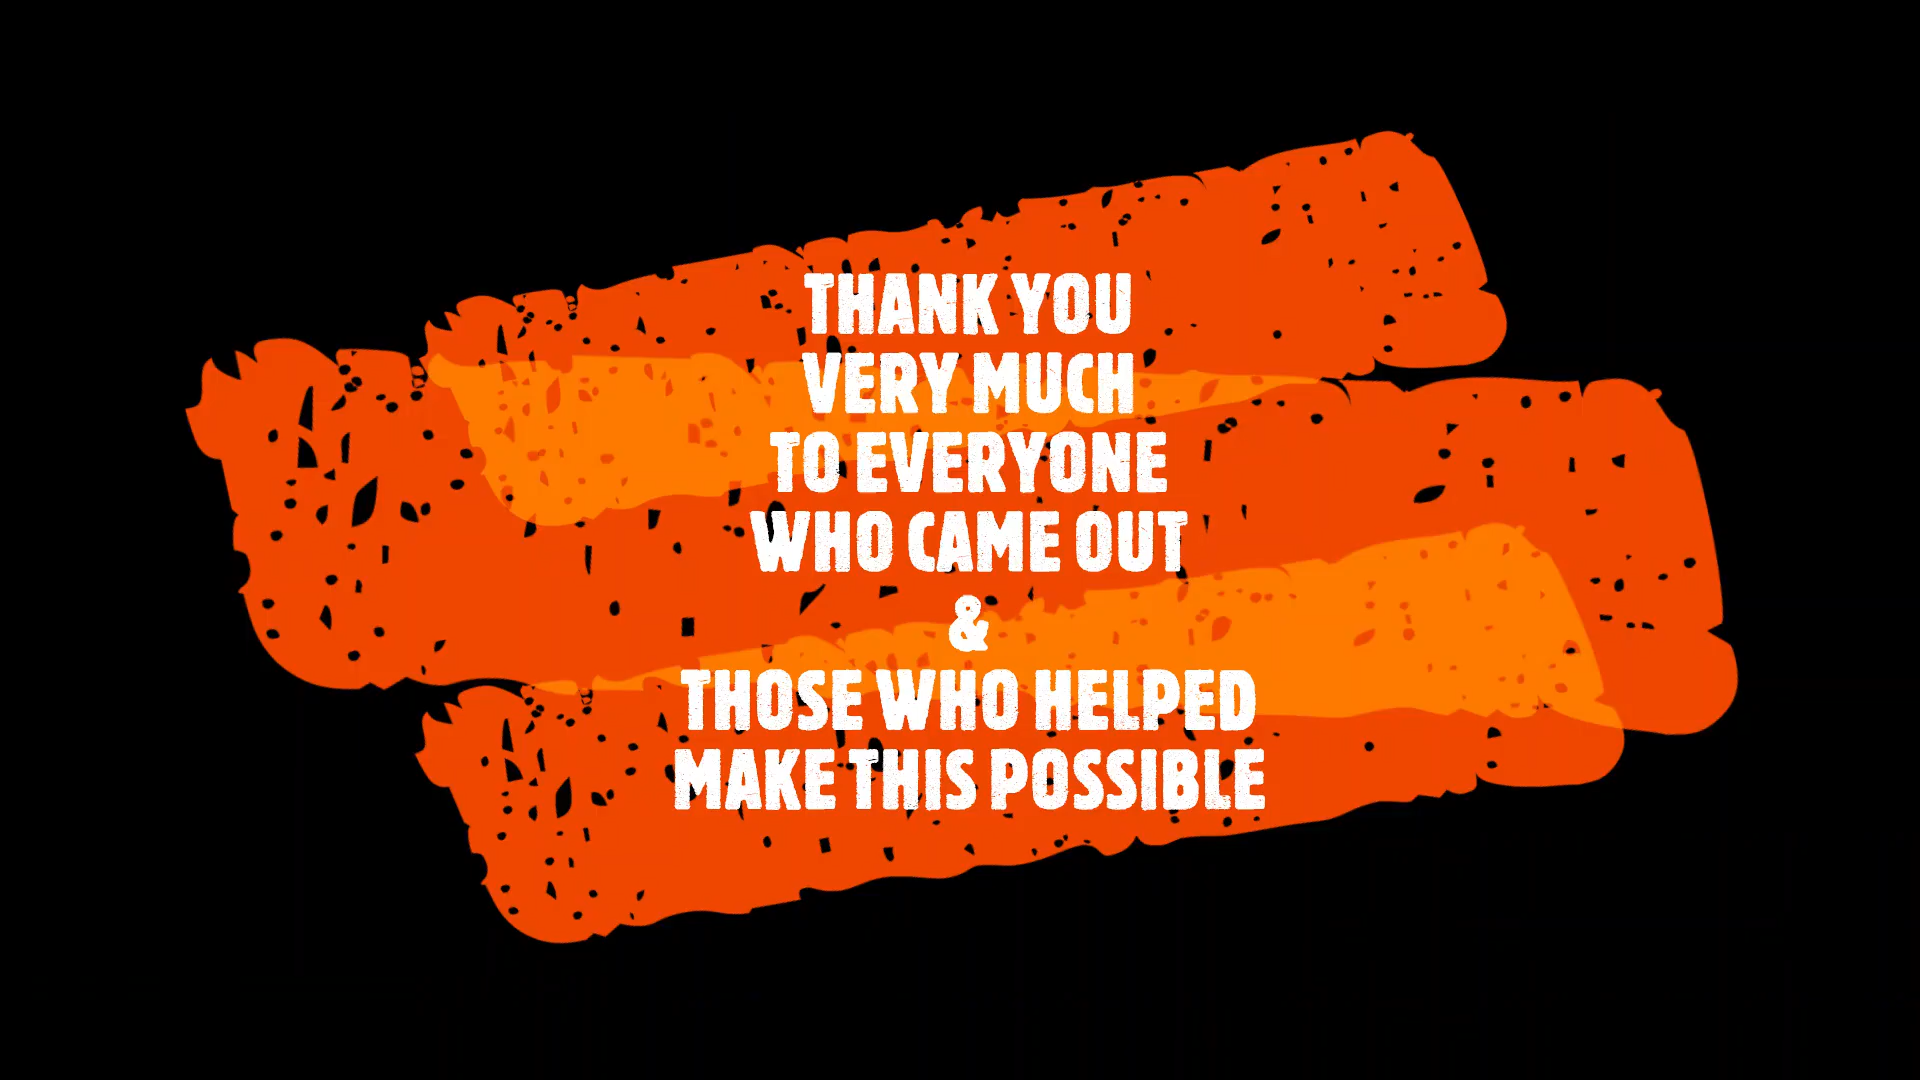 THANK YOU
VERY MUCH
TO EVERYONE
WHO CAME OUT
&
THOSE WHO HELPED
MAKE THIS POSSIBLE